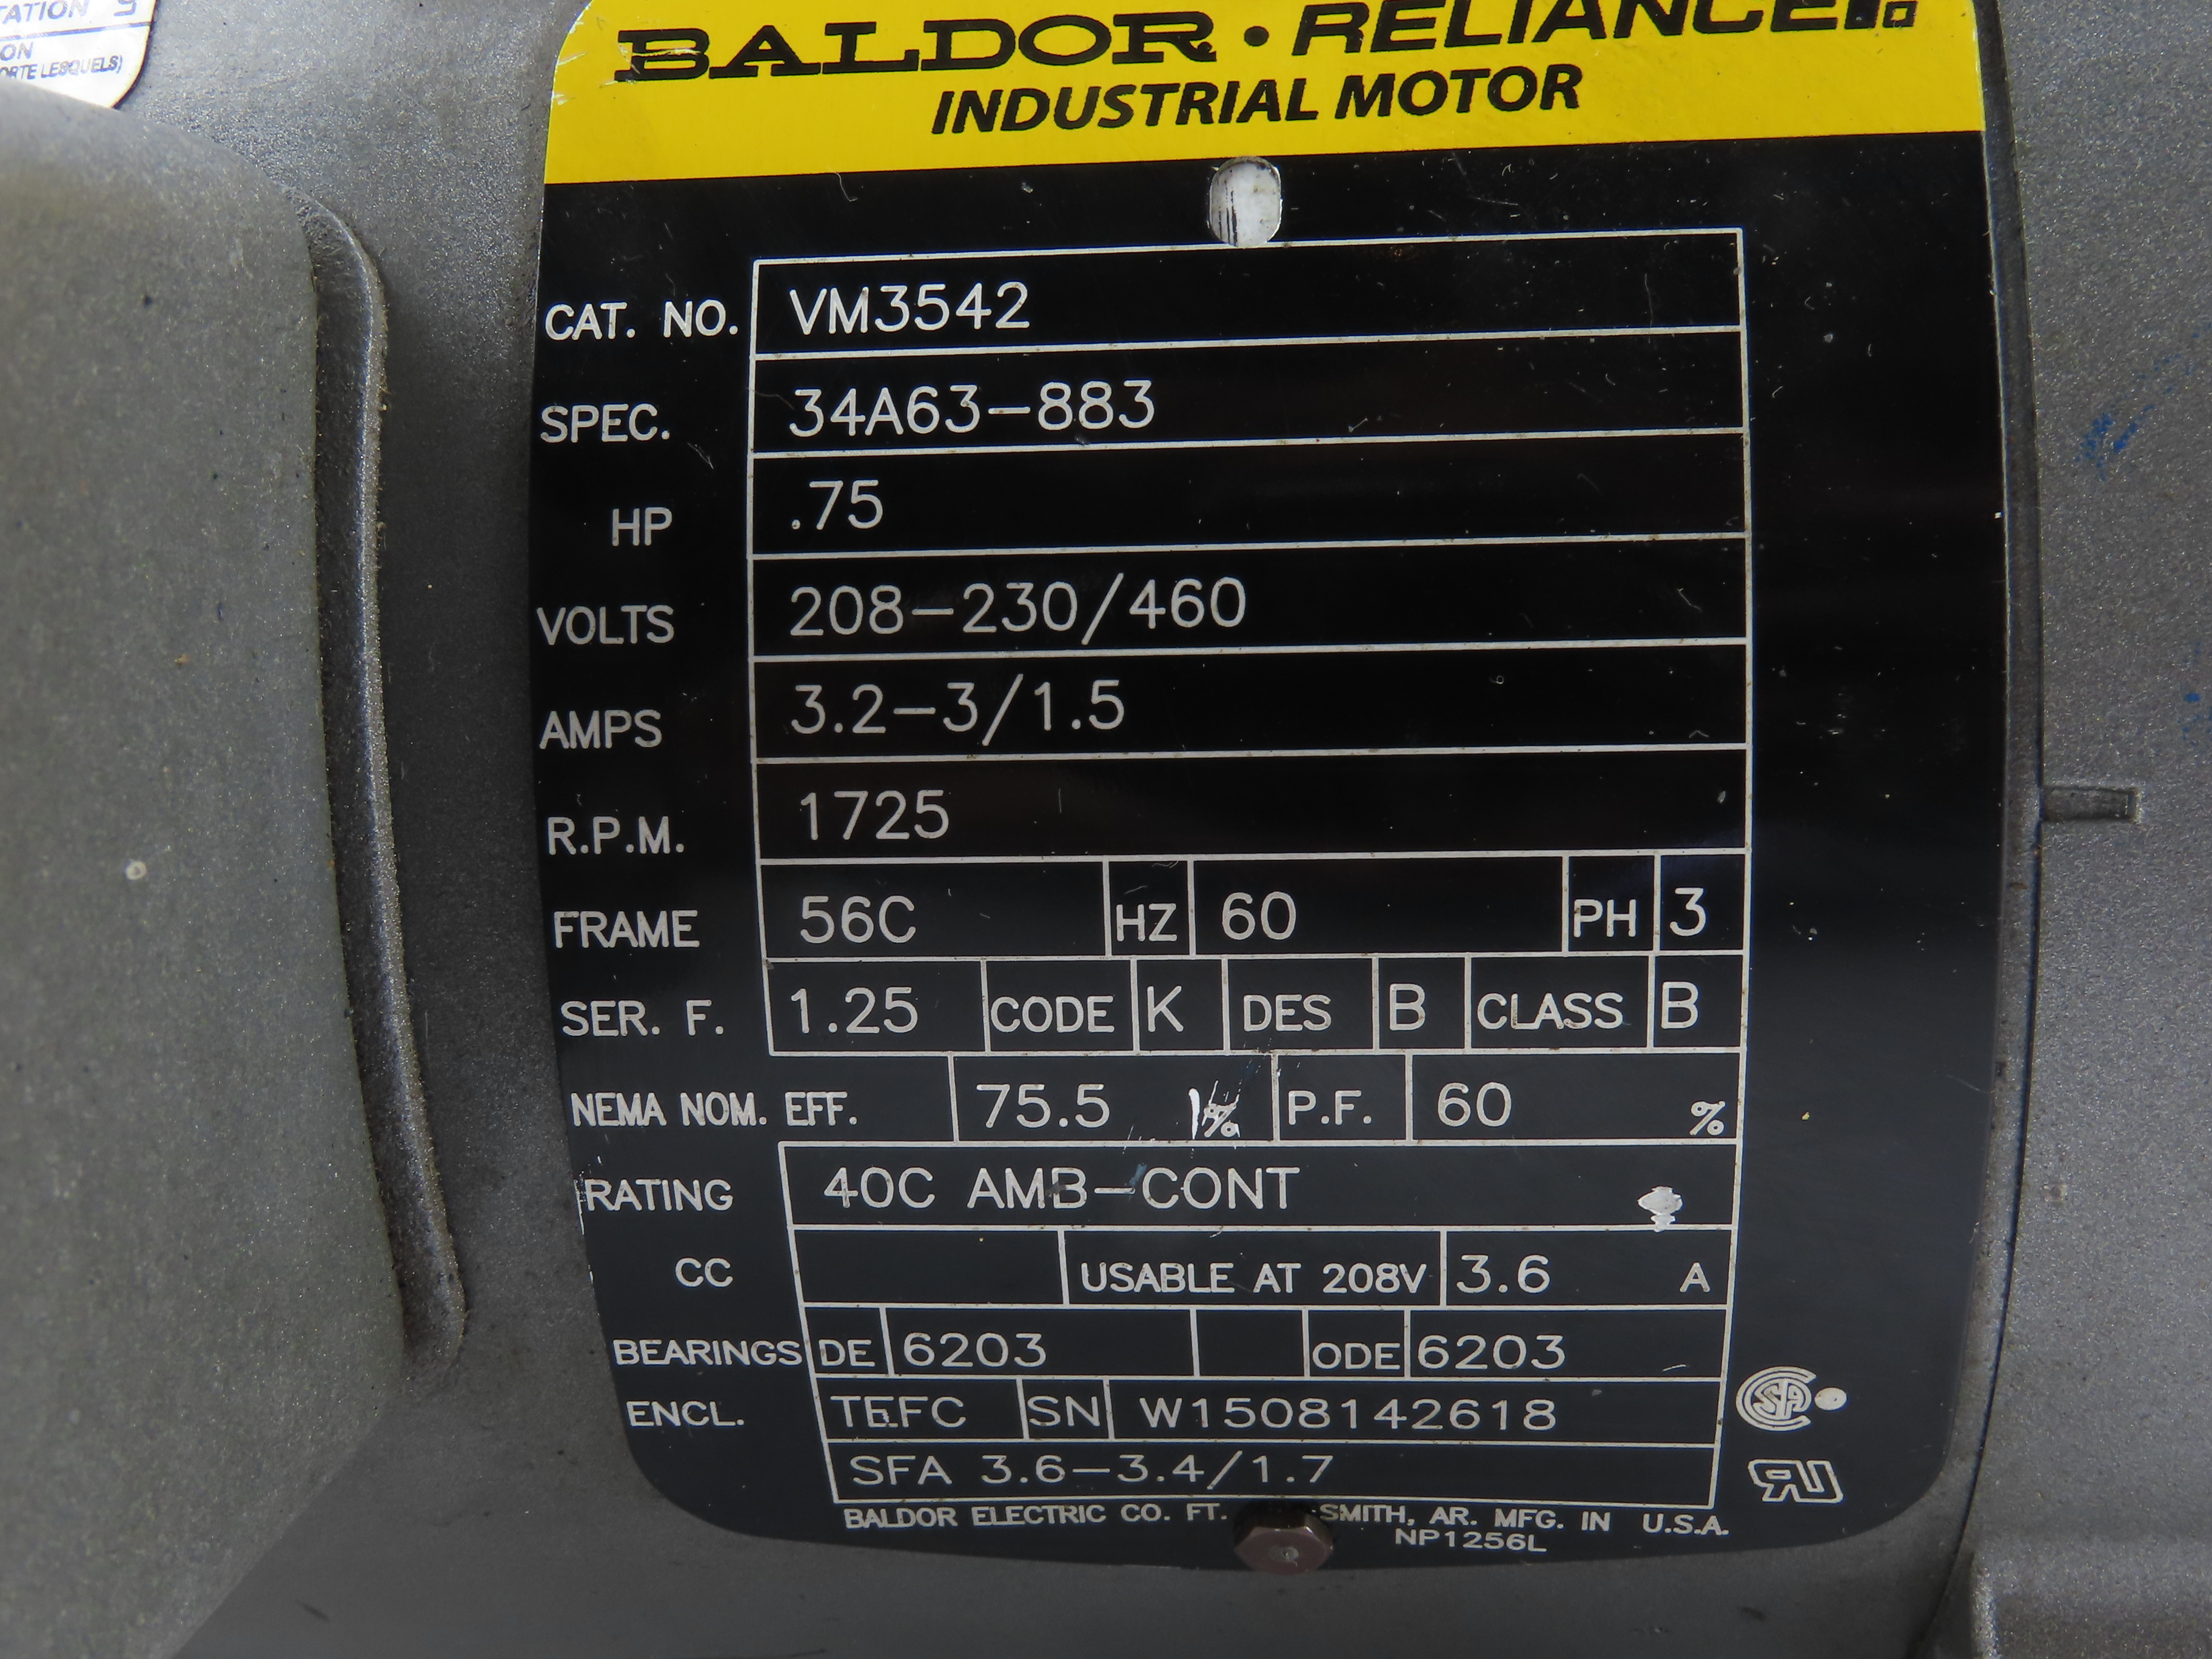 TATION
ON
ORTE LESQUELS)
BALDOR • RELIANCE
INDUSTRIAL MOTOR
CAT. NO. VM3542
SPEC. 34A63-883
HP .75
VOLTS 208-230/460
AMPS 3.2-3/1.5
R.P.M. 1725
FRAME 56C HZ 60 PH 3
SER. F. 1.25 CODE K DES B CLASS B
NEMA NOM. EFF. 75.5 % P.F. 60 %
RATING 40C AMB-CONT
CC USABLE AT 208V 3.6 A
BEARINGS DE 6203 ODE 6203
ENCL. TEFC SN W1508142618
SFA 3.6-3.4/1.7
BALDOR ELECTRIC CO. FT. SMITH, AR. MFG. IN U.S.A.
NP1256L